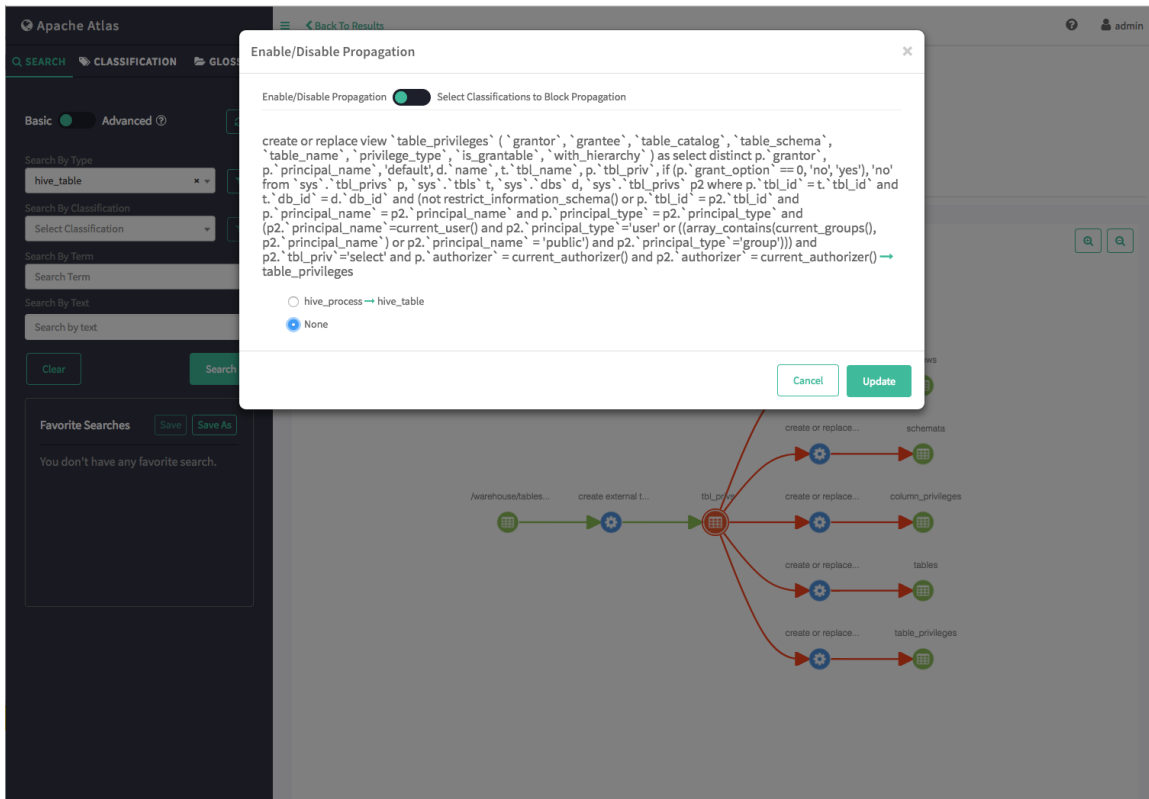 Apache Atlas
Back To Results
admin
SEARCH CLASSIFICATION GLOSS
Enable/Disable Propagation
Enable/Disable Propagation Select Classifications to Block Propagation
create or replace view `table_privileges` ( `grantor`, `grantee`, `table_catalog`, `table_schema`,
`table_name`, `privilege_type`, `is_grantable`, `with_hierarchy` ) as select distinct p.`grantor`,
p.`principal_name`, 'default', d.`name`, t.`tbl_name`, p.`tbl_priv`, if (p.`grant_option` == 0, 'no', 'yes'), 'no'
from `sys`.`tbl_privs` p, `sys`.`tbls` t, `sys`.`dbs` d, `sys`.`tbl_privs` p2 where p.`tbl_id` = t.`tbl_id` and
t.`db_id` = d.`db_id` and (not restrict_information_schema() or p.`tbl_id` = p2.`tbl_id` and
p.`principal_name` = p2.`principal_name` and p.`principal_type` = p2.`principal_type` and
(p2.`principal_name`=current_user() and p2.`principal_type`='user' or ((array_contains(current_groups(),
p2.`principal_name`) or p2.`principal_name` = 'public') and p2.`principal_type`='group'))) and
p2.`tbl_priv`='select' and p.`authorizer` = current_authorizer() and p2.`authorizer` = current_authorizer() →
table_privileges
hive_process → hive_table
None
Cancel
Update
Basic Advanced
Search By Type
hive_table
Search By Classification
Select Classification
Search By Term
Search Term
Search By Text
Search by text
Clear
Search
Favorite Searches
Save
Save As
You don't have any favorite search.
ws
create or replace...
schemata
/warehouse/tables...
create external t...
tbl_privs
create or replace...
column_privileges
create or replace...
tables
create or replace...
table_privileges